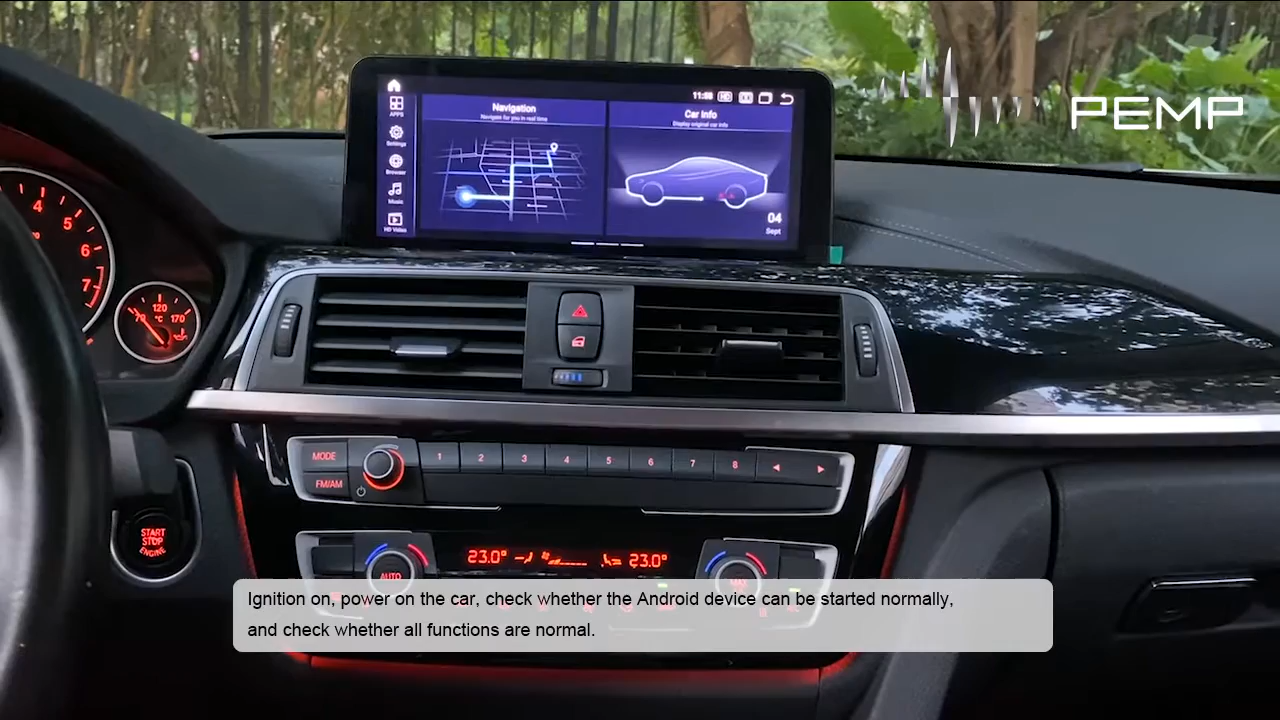 11:58
Navigation
Navigate for you in real time
Car Info
Display original car info
APPS
Settings
Browser
Music
HD Video
04
Sept
PEMP
4
5
6
7
120
70 °C 170
MODE
FM/AM
1 2 3 4 5 6 7 8
START
STOP
ENGINE
23.0°
23.0°
AUTO
MAX
Ignition on, power on the car, check whether the Android device can be started normally,
and check whether all functions are normal.